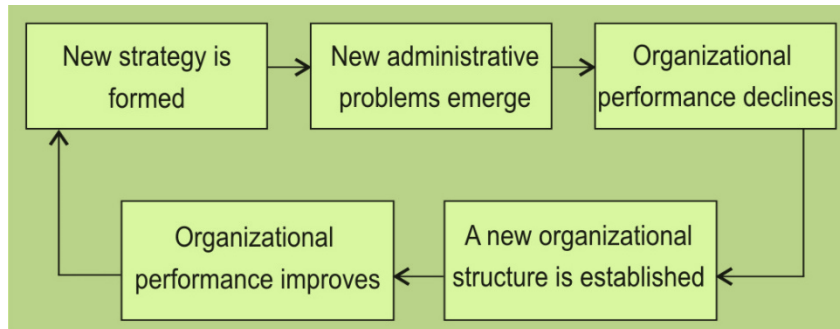 New strategy is
formed
New administrative
problems emerge
Organizational
performance declines
A new organizational
structure is established
Organizational
performance improves